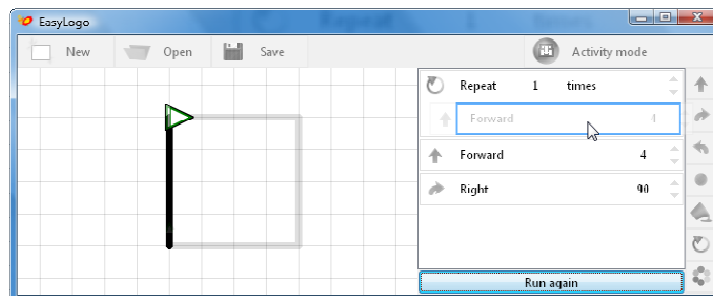 EasyLogo
New Open Save Activity mode
Repeat 1 times
Forward 4
Forward 4
Right 90
Run again